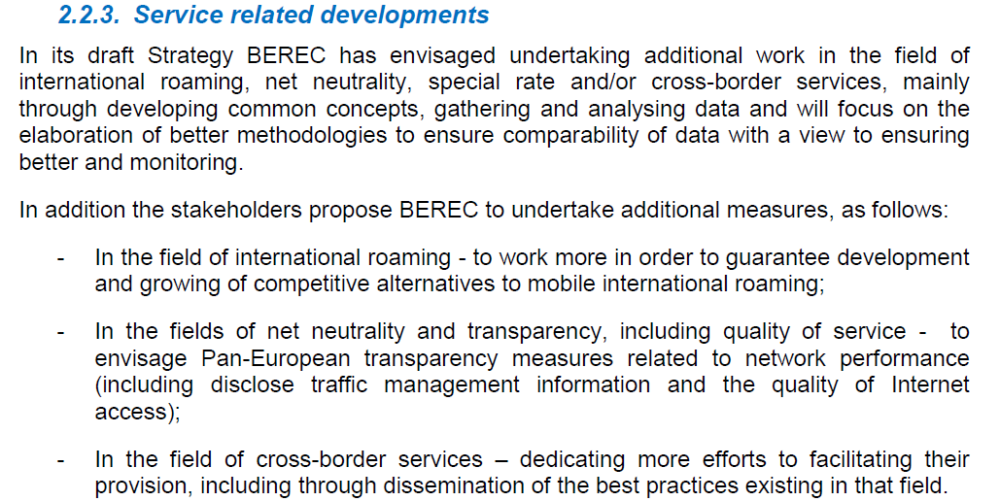 2.2.3. Service related developments
In its draft Strategy BEREC has envisaged undertaking additional work in the field of
international roaming, net neutrality, special rate and/or cross-border services, mainly
through developing common concepts, gathering and analysing data and will focus on the
elaboration of better methodologies to ensure comparability of data with a view to ensuring
better and monitoring.
In addition the stakeholders propose BEREC to undertake additional measures, as follows:
- In the field of international roaming - to work more in order to guarantee development
and growing of competitive alternatives to mobile international roaming;
- In the fields of net neutrality and transparency, including quality of service - to
envisage Pan-European transparency measures related to network performance
(including disclose traffic management information and the quality of Internet
access);
- In the field of cross-border services – dedicating more efforts to facilitating their
provision, including through dissemination of the best practices existing in that field.